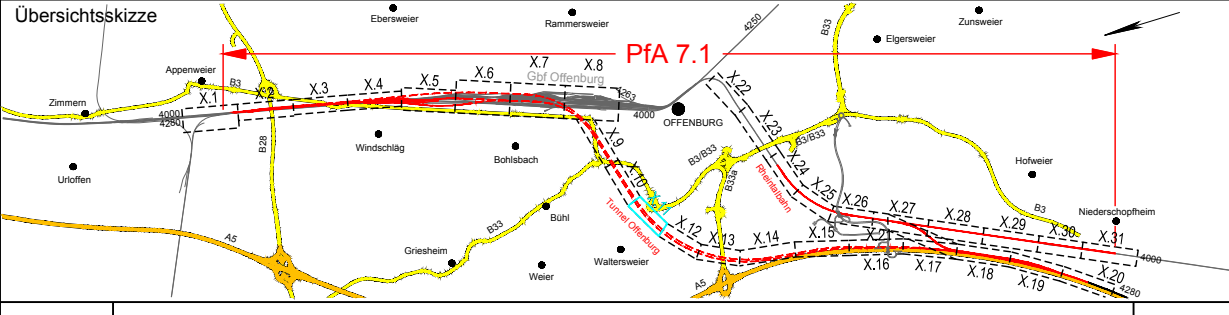 Übersichtsskizze
Ebersweier
Rammersweier
4250
Zunsweier
B33
Elgersweier
PfA 7.1
Appenweier
B3
X.1
X.2
X.3
X.4
X.5
X.6
X.7
X.8
Gbf Offenburg
4263
Zimmern
4000
4280
4000
OFFENBURG
X.22
X.23
X.24
X.25
X.26
X.27
X.28
X.29
X.30
X.31
B28
Windschläg
Bohlsbach
X.9
X.10
B3/B33
B3/B33
B33a
Rheintalbahn
Hofweier
B3
Niederschopfheim
4000
Urloffen
Bühl
B33
Tunnel Offenburg
X.12
X.13
X.14
X.15
X.21
X.16
X.17
X.18
X.19
X.20
4280
A5
Griesheim
Weier
Waltersweier
A5